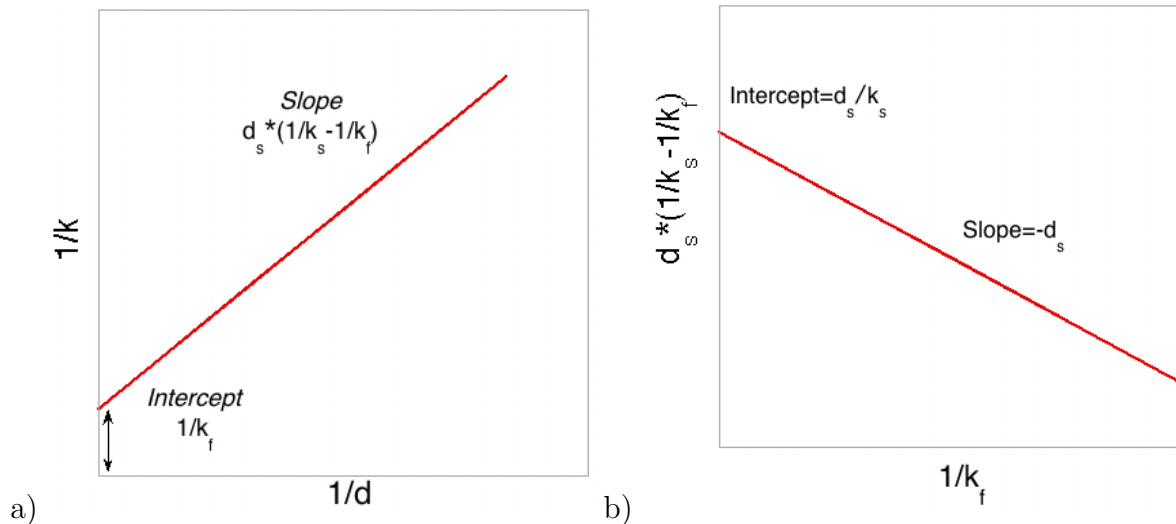 Slope
d_s*(1/k_s-1/k_f)
1/k
Intercept
1/k_f
1/d
a)
Intercept=d_s/k_s
d_s*(1/k_s-1/k_f)
Slope=-d_s
1/k_f
b)